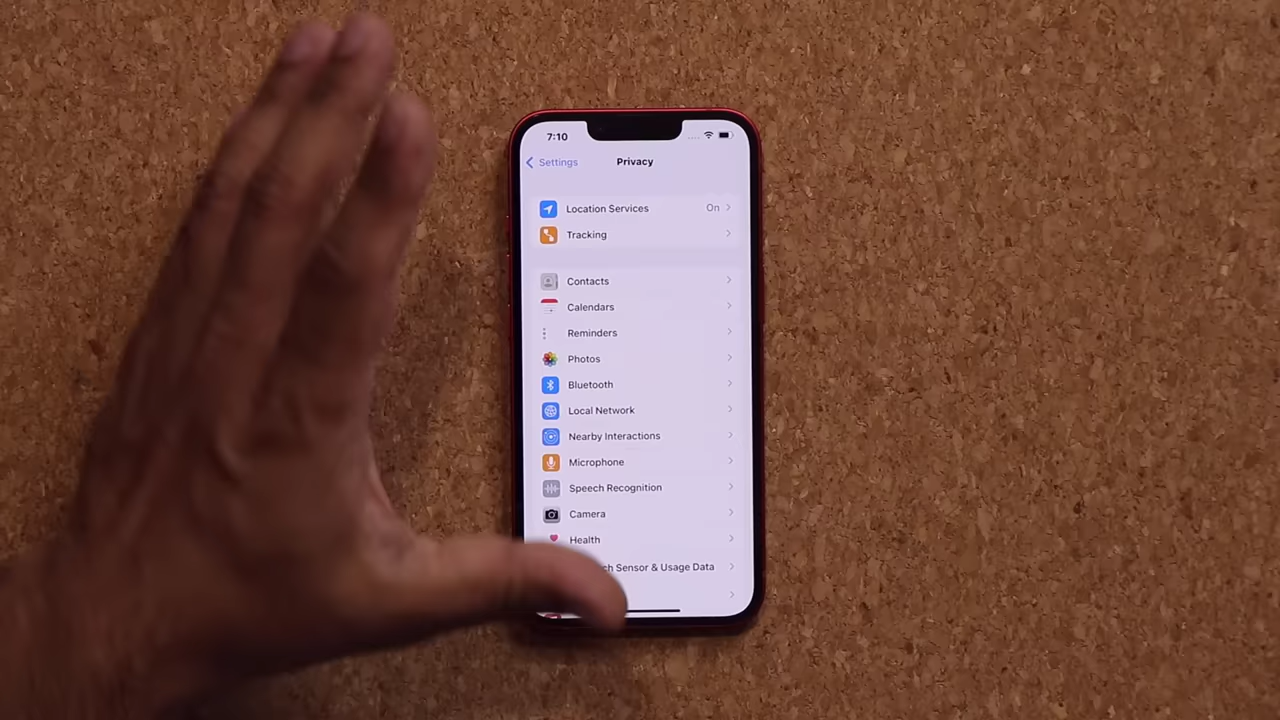 7:10
Settings Privacy
Location Services On
Tracking
Contacts
Calendars
Reminders
Photos
Bluetooth
Local Network
Nearby Interactions
Microphone
Speech Recognition
Camera
Health
Sensor & Usage Data